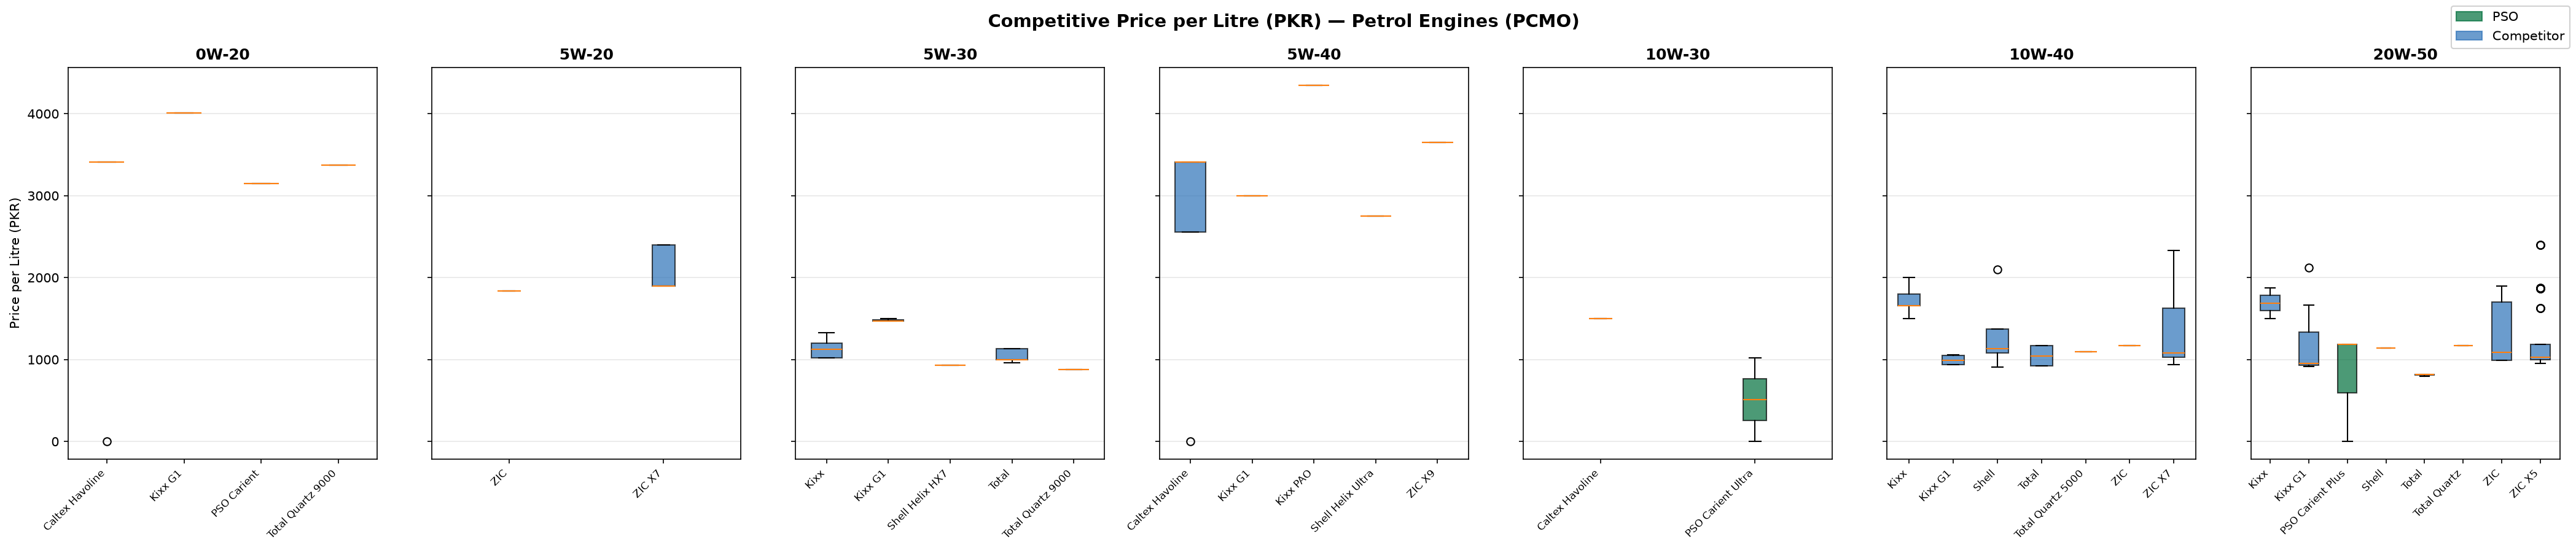 Competitive Price per Litre (PKR) — Petrol Engines (PCMO)
PSO
Competitor
0W-20
5W-20
5W-30
5W-40
10W-30
10W-40
20W-50
Price per Litre (PKR)
4000
3000
2000
1000
0
Caltex Havoline
Kixx G1
PSO Carient
Total Quartz 9000
ZIC
ZIC X7
Kixx
Kixx G1
Shell Helix HX7
Total
Total Quartz 9000
Caltex Havoline
Kixx G1
Kixx PAO
Shell Helix Ultra
ZIC X9
Caltex Havoline
PSO Carient Ultra
Kixx
Kixx G1
Shell
Total
Total Quartz 5000
ZIC
ZIC X7
Kixx
Kixx G1
PSO Carient Plus
Shell
Total
Total Quartz
ZIC
ZIC X5